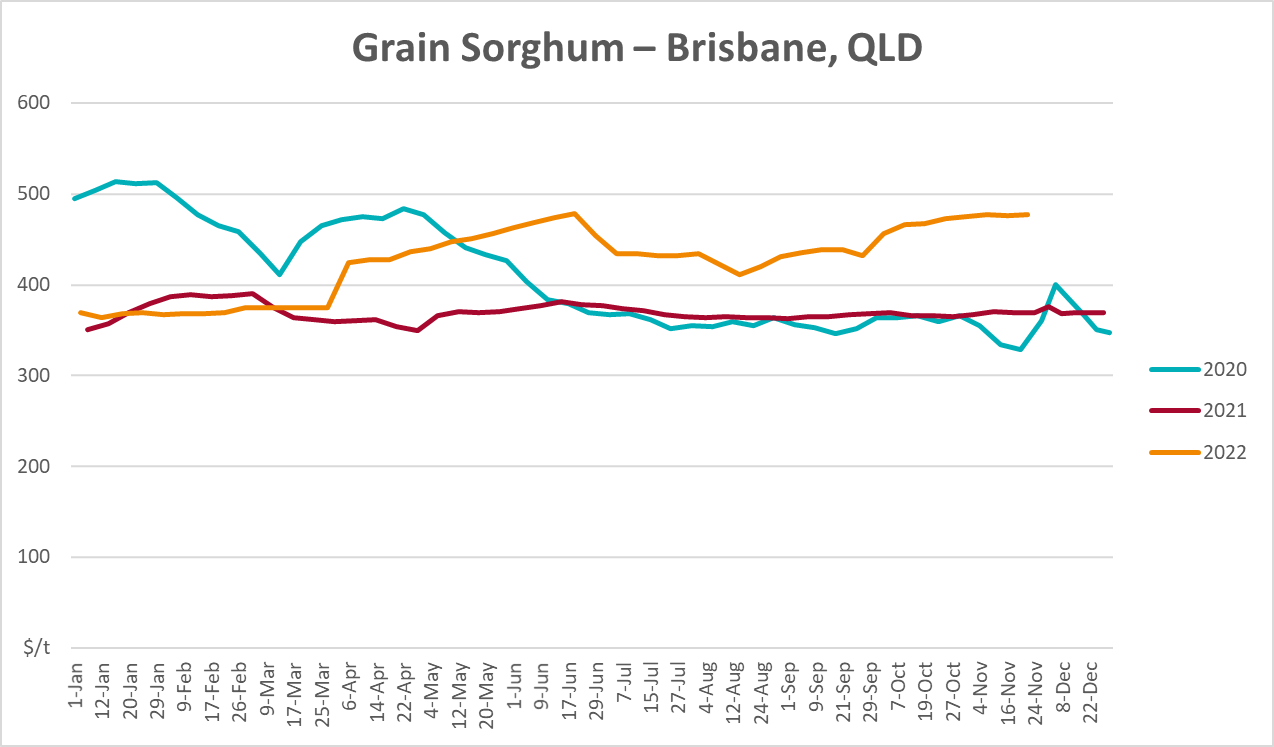 Grain Sorghum – Brisbane, QLD
600
500
400
300
200
100
$/t
1-Jan
12-Jan
20-Jan
29-Jan
9-Feb
17-Feb
26-Feb
9-Mar
17-Mar
25-Mar
6-Apr
14-Apr
22-Apr
4-May
12-May
20-May
1-Jun
9-Jun
17-Jun
29-Jun
7-Jul
15-Jul
27-Jul
4-Aug
12-Aug
24-Aug
1-Sep
9-Sep
21-Sep
29-Sep
7-Oct
19-Oct
27-Oct
4-Nov
16-Nov
24-Nov
8-Dec
22-Dec
2020
2021
2022